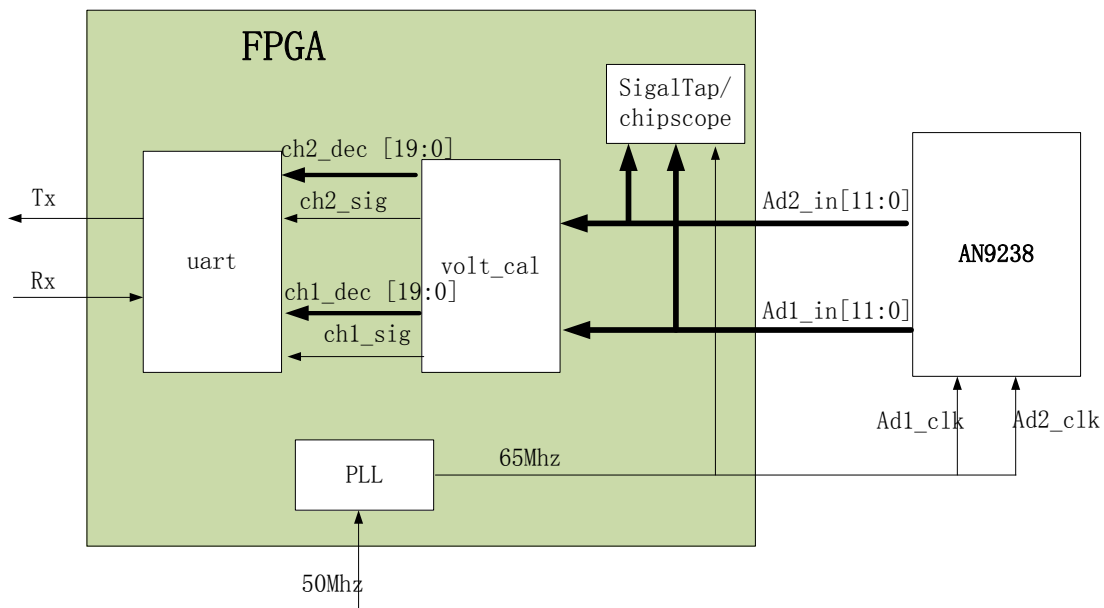 FPGA
SigalTap/
chipscope
ch2_dec [19:0]
Tx
ch2_sig
Ad2_in[11:0]
uart
volt_cal
AN9238
Rx
ch1_dec [19:0]
Ad1_in[11:0]
ch1_sig
Ad1_clk
Ad2_clk
65Mhz
PLL
50Mhz